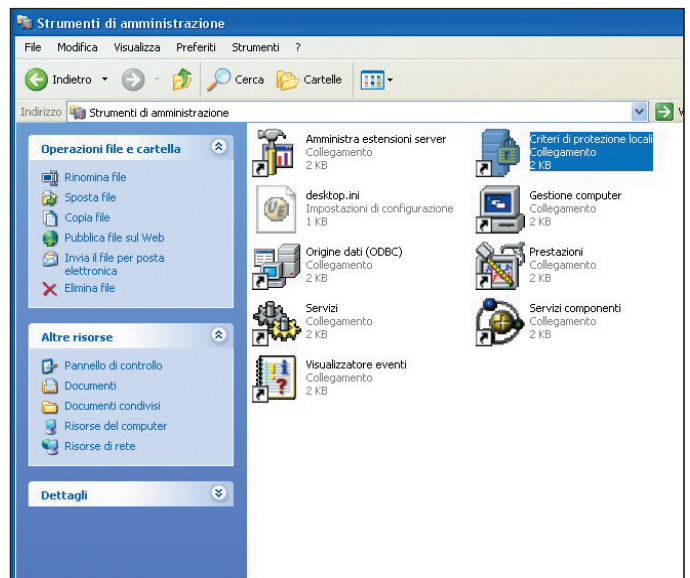 Strumenti di amministrazione
File Modifica Visualizza Preferiti Strumenti ?
Indietro Cerca Cartelle
Indirizzo Strumenti di amministrazione V
Operazioni file e cartella
Rinomina file
Sposta file
Copia file
Pubblica file sul Web
Invia il file per posta
elettronica
Elimina file
Altre risorse
Pannello di controllo
Documenti
Documenti condivisi
Risorse del computer
Risorse di rete
Dettagli
Amministra estensioni server
Collegamento
2 KB
Criteri di protezione locali
Collegamento
2 KB
desktop.ini
Impostazioni di configurazione
1 KB
Gestione computer
Collegamento
2 KB
Origine dati (ODBC)
Collegamento
2 KB
Prestazioni
Collegamento
2 KB
Servizi
Collegamento
2 KB
Servizi componenti
Collegamento
2 KB
Visualizzatore eventi
Collegamento
2 KB